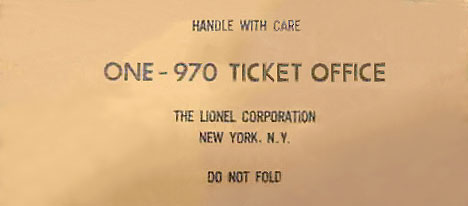 HANDLE WITH CARE
ONE-970 TICKET OFFICE
THE LIONEL CORPORATION
NEW YORK, N.Y.
DO NOT FOLD